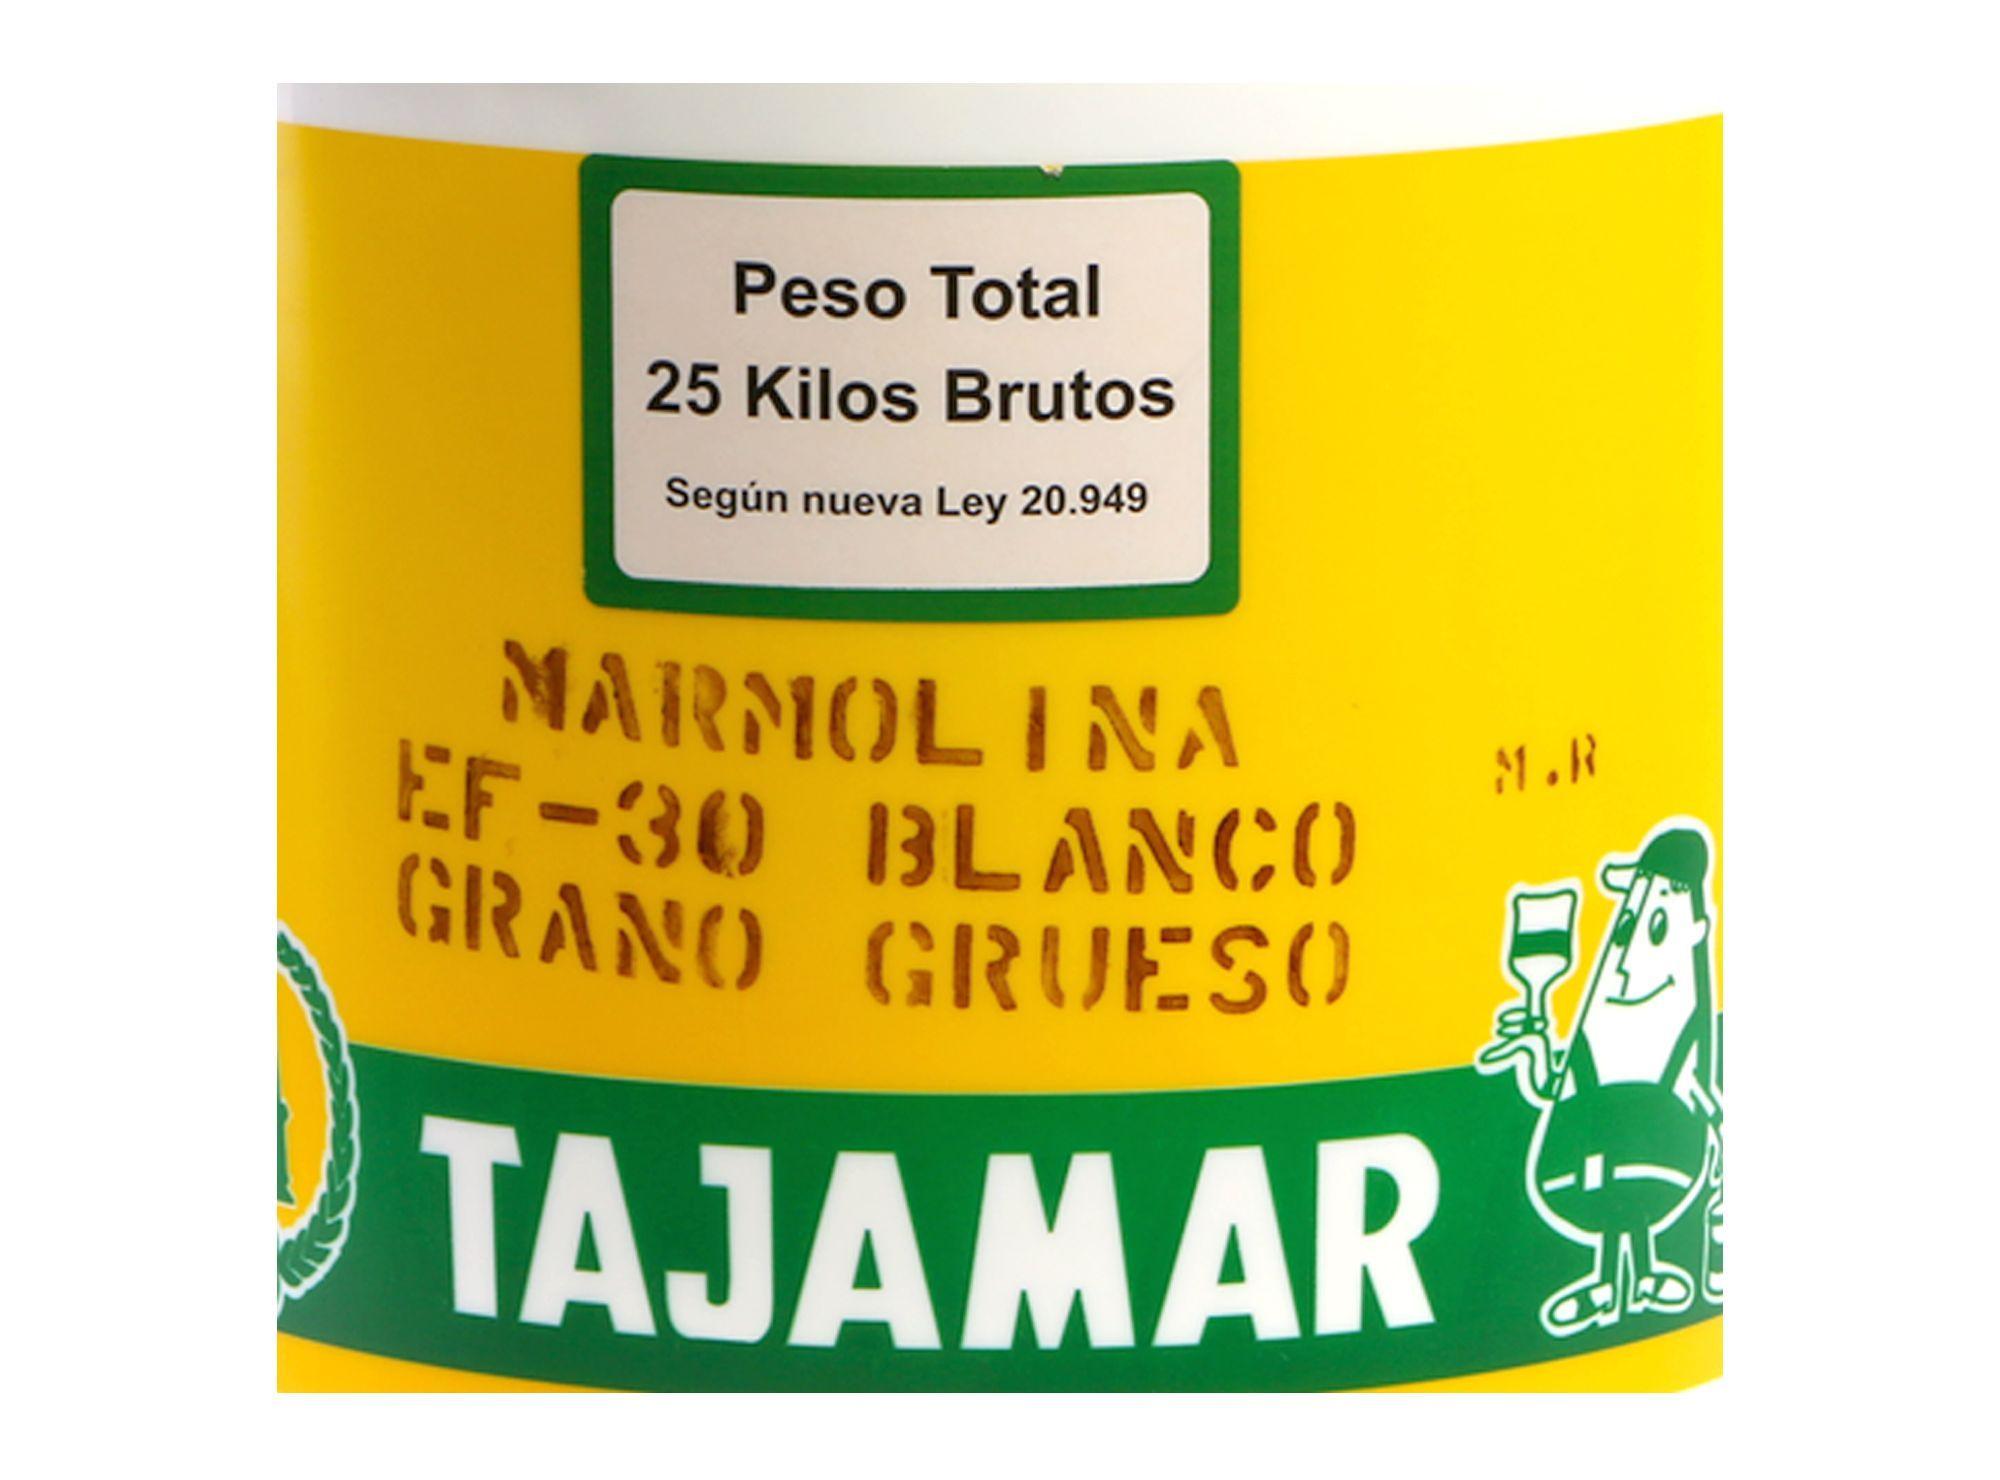 Peso Total
25 Kilos Brutos
Según nueva Ley 20.949
MARMOLINA
EF-30 BLANCO
M.R
GRANO GRUESO
TAJAMAR